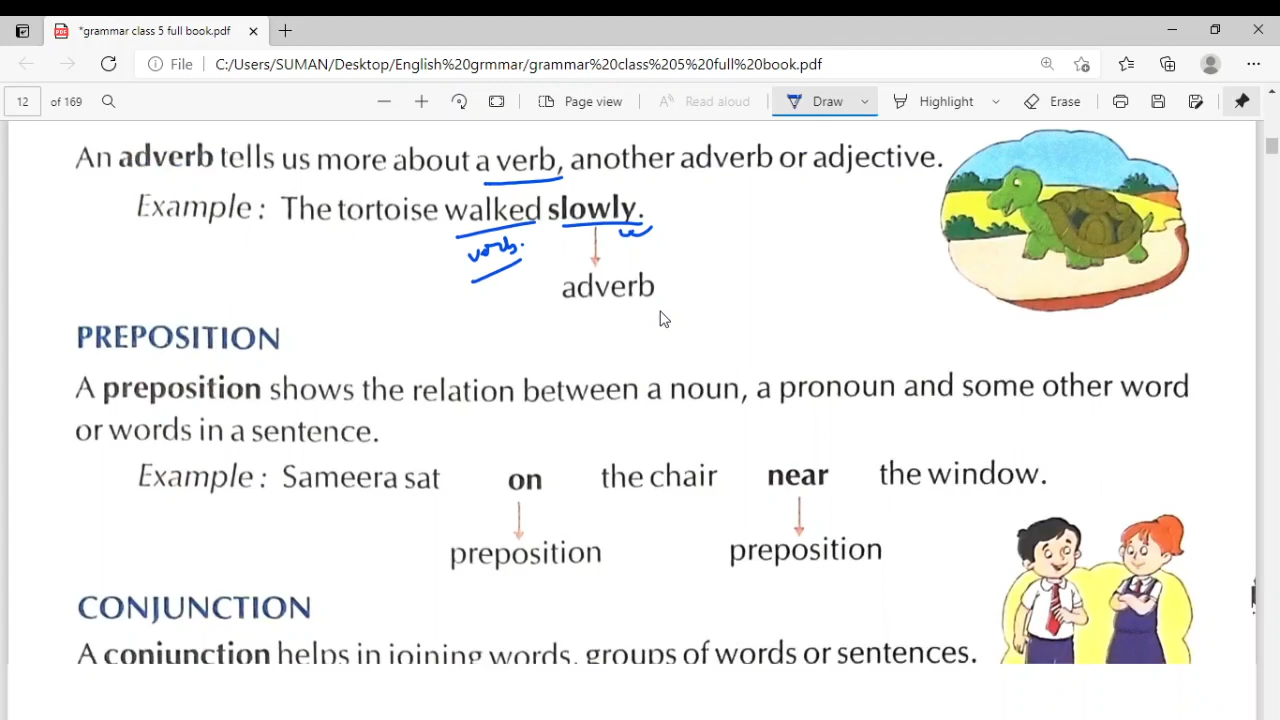 *grammar class 5 full book.pdf
File C:/Users/SUMAN/Desktop/English%20grmmar/grammar%20class%205%20full%20book.pdf
12 of 169 Page view Read aloud Draw Highlight Erase
An adverb tells us more about a verb, another adverb or adjective.
Example : The tortoise walked slowly.
verb.
adverb
PREPOSITION
A preposition shows the relation between a noun, a pronoun and some other word
or words in a sentence.
Example : Sameera sat on the chair near the window.
preposition preposition
CONJUNCTION
A conjunction helps in joining words, groups of words or sentences.